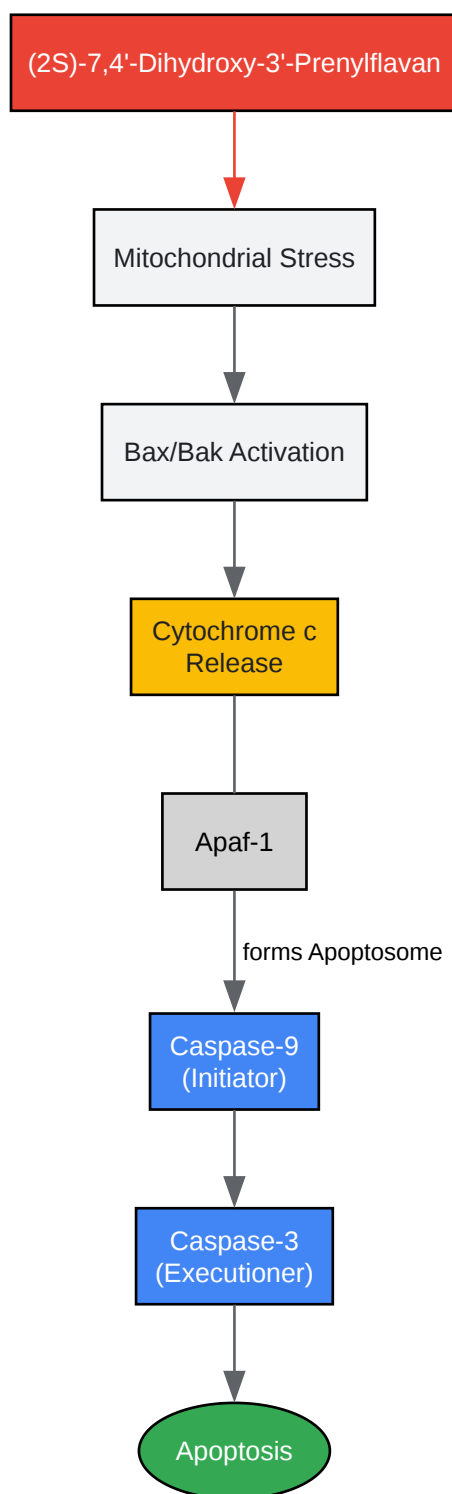 (2S)-7,4'-Dihydroxy-3'-Prenylflavan
Mitochondrial Stress
Bax/Bak Activation
Cytochrome c
Release
Apaf-1
forms Apoptosome
Caspase-9
(Initiator)
Caspase-3
(Executioner)
Apoptosis